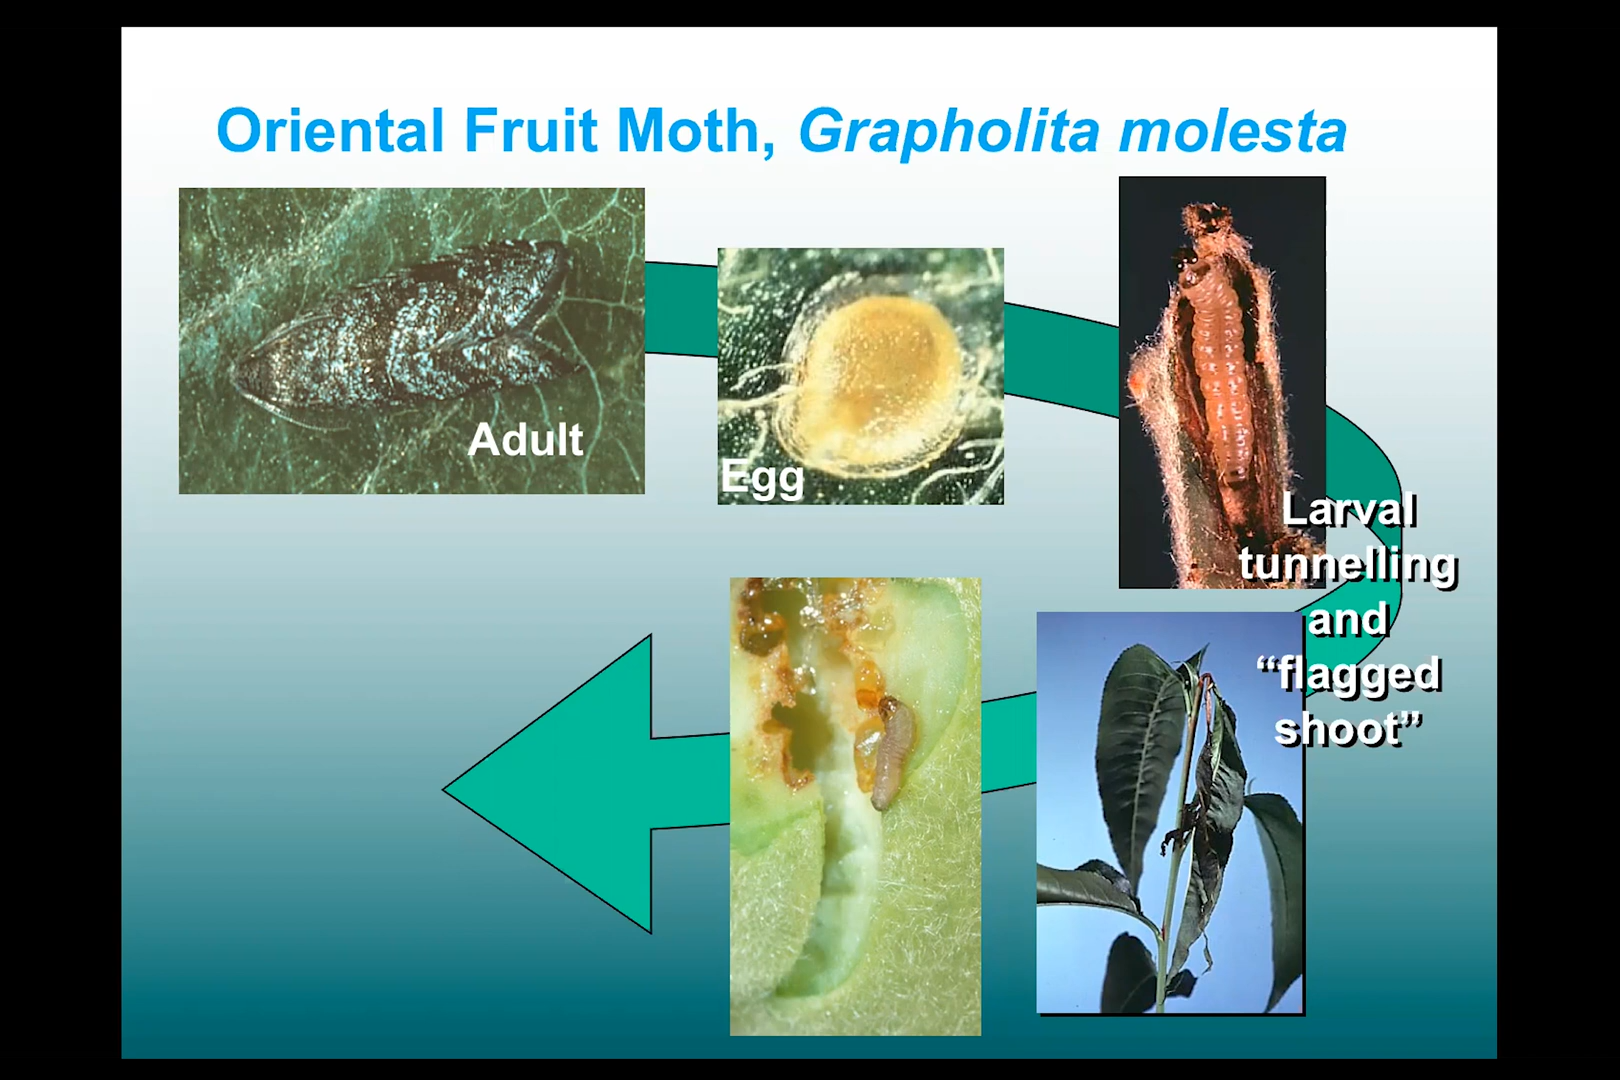 Oriental Fruit Moth, Grapholita molesta
Adult
Egg
Larval
tunnelling
and
“flagged
shoot”